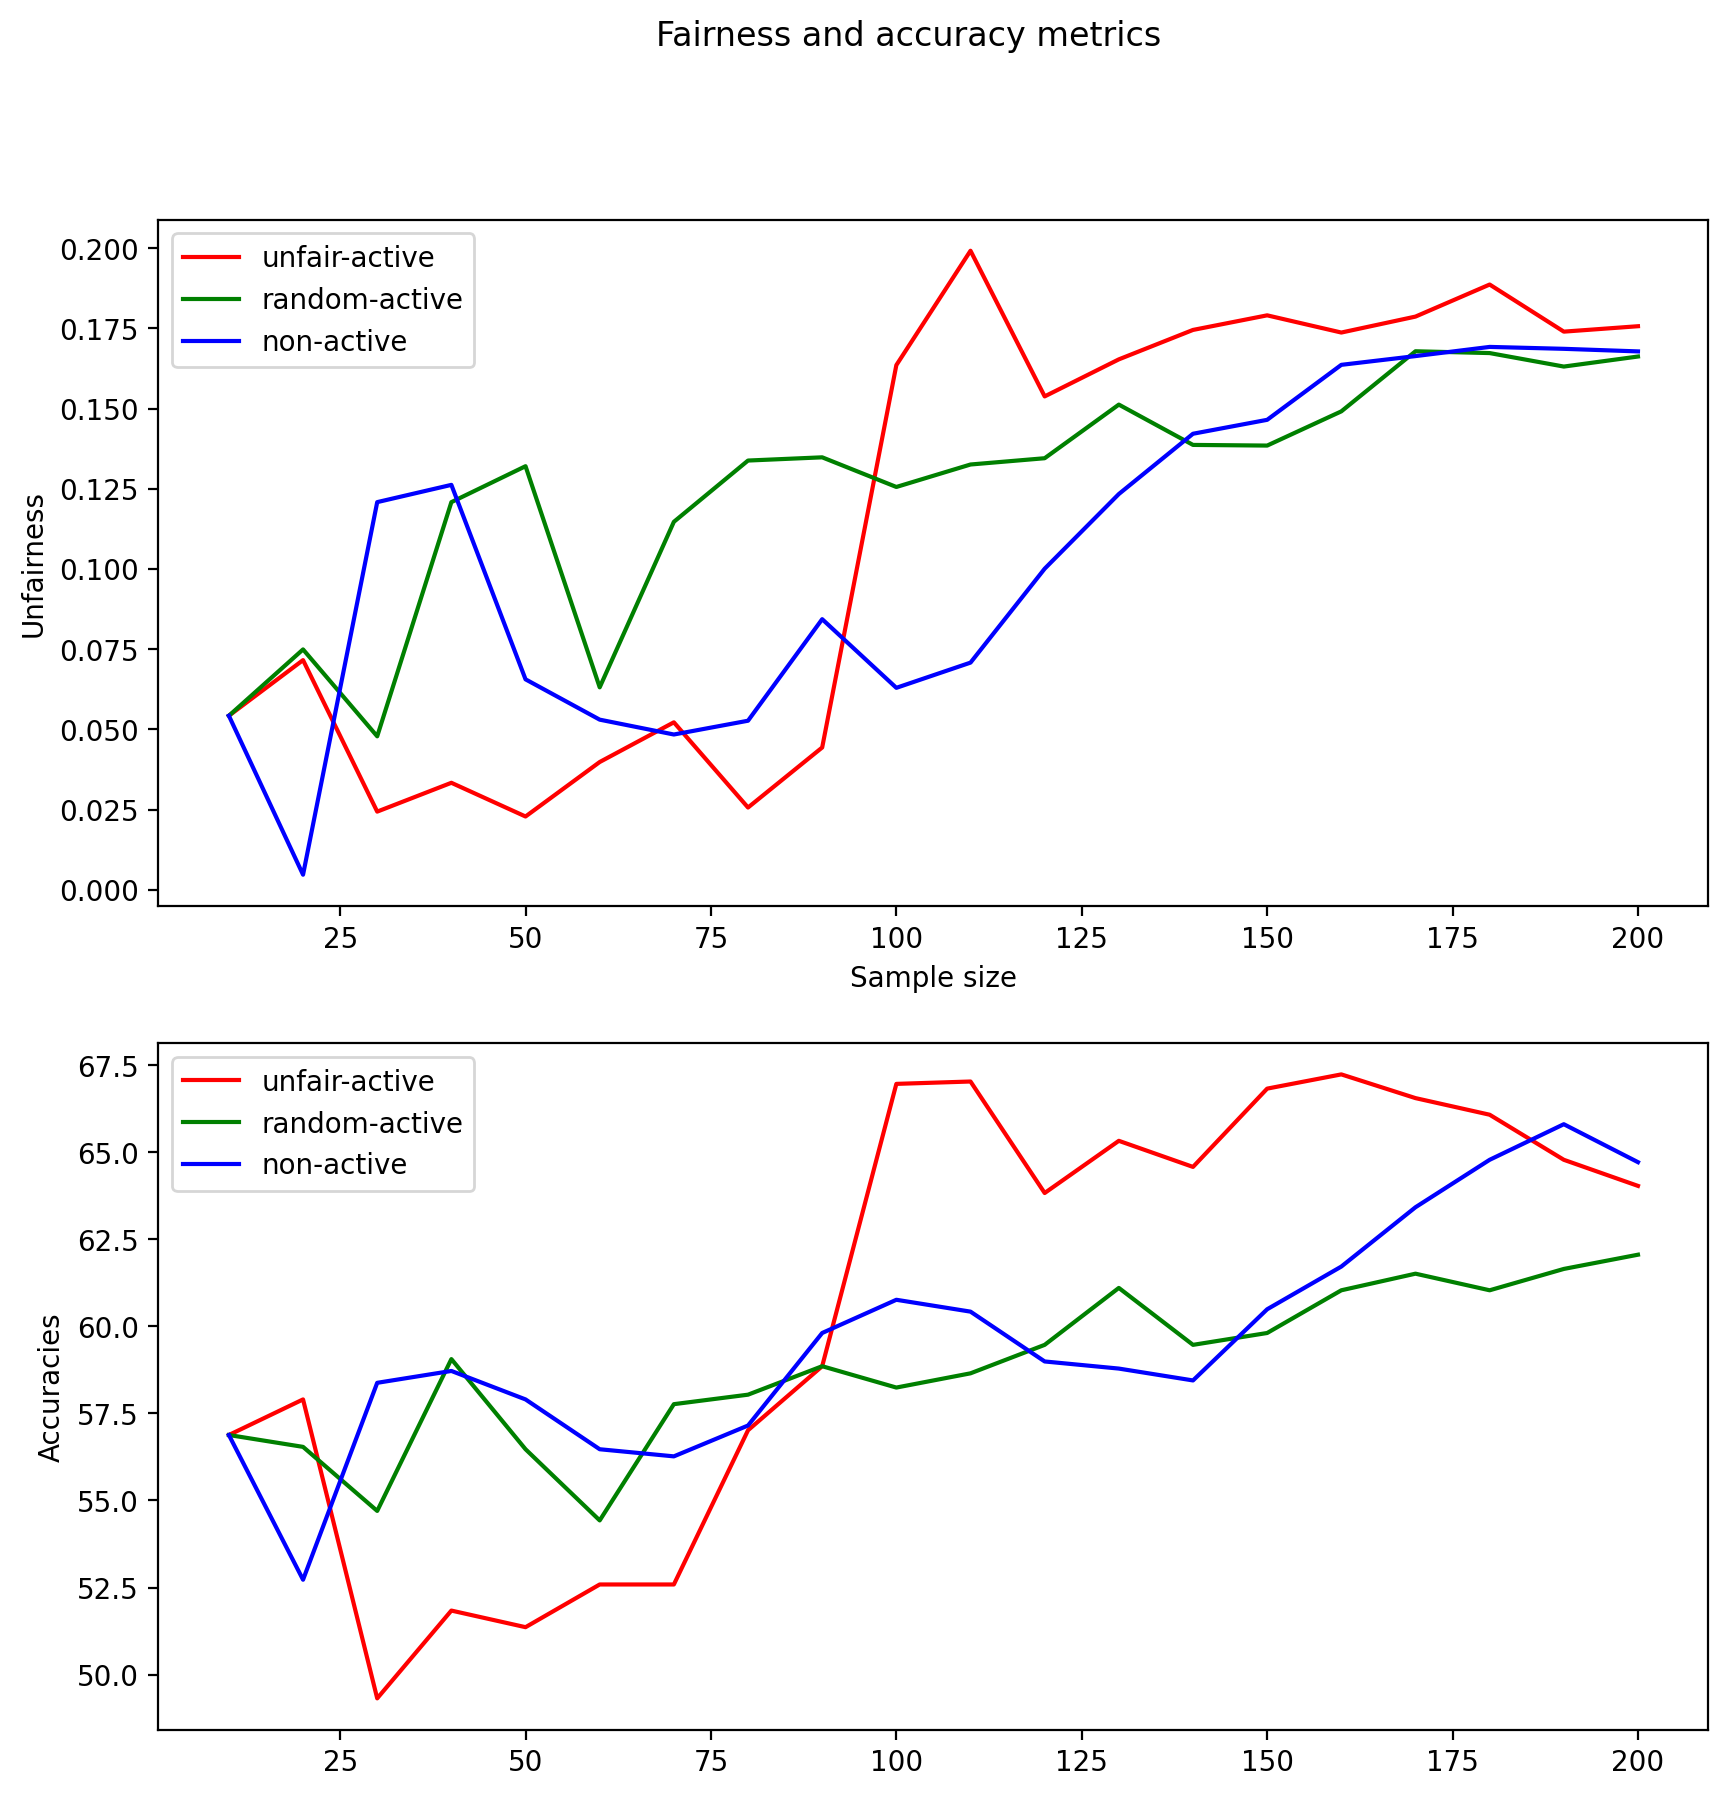 Fairness and accuracy metrics
unfair-active
random-active
non-active
0.200
0.175
0.150
0.125
0.100
0.075
0.050
0.025
0.000
Unfairness
25 50 75 100 125 150 175 200
Sample size
unfair-active
random-active
non-active
67.5
65.0
62.5
60.0
57.5
55.0
52.5
50.0
Accuracies
25 50 75 100 125 150 175 200